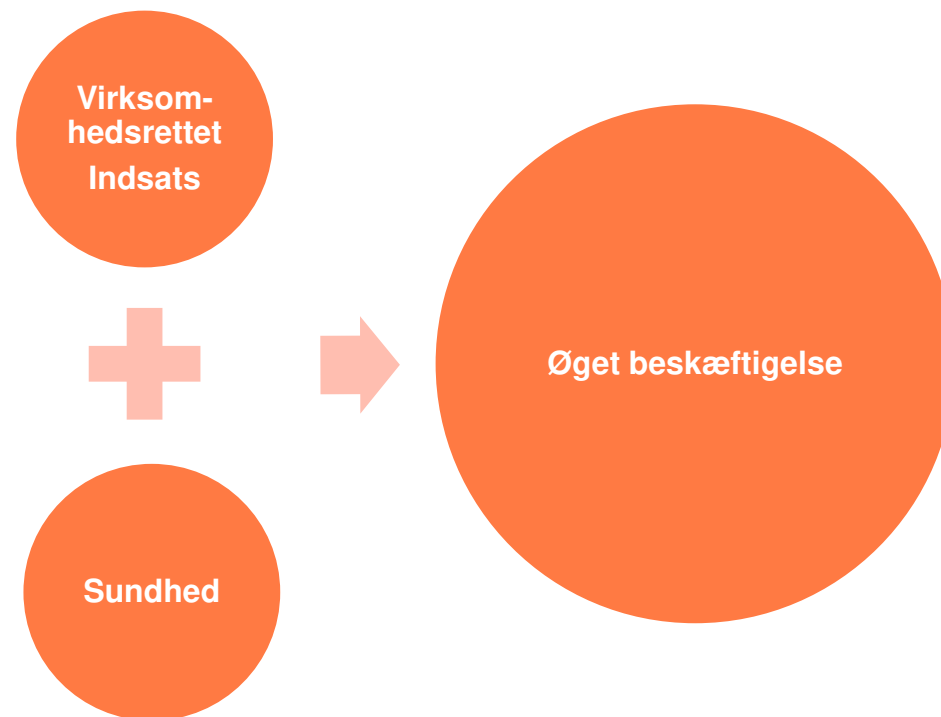 Virksom-
hedsrettet
Indsats
Øget beskæftigelse
Sundhed